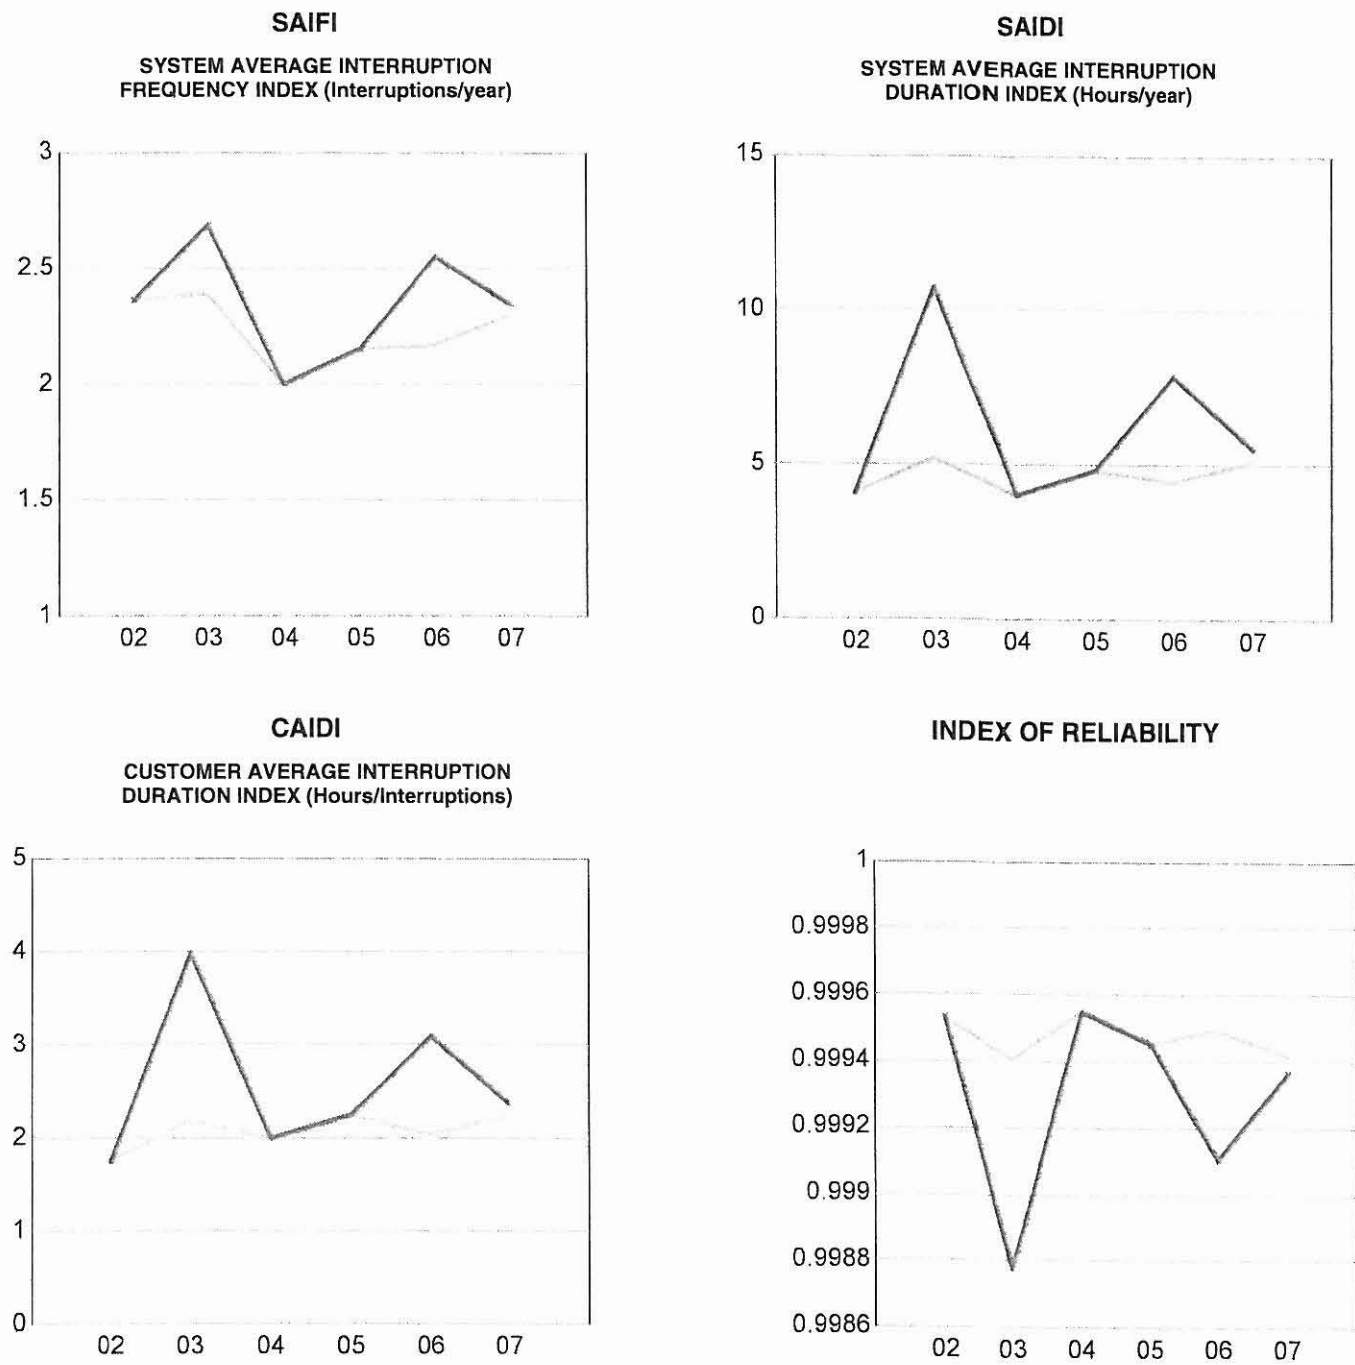 SAIFI
SYSTEM AVERAGE INTERRUPTION
FREQUENCY INDEX (Interruptions/year)
3
2.5
2
1.5
1
02 03 04 05 06 07
SAIDI
SYSTEM AVERAGE INTERRUPTION
DURATION INDEX (Hours/year)
15
10
5
0
02 03 04 05 06 07
CAIDI
CUSTOMER AVERAGE INTERRUPTION
DURATION INDEX (Hours/Interruptions)
5
4
3
2
1
0
02 03 04 05 06 07
INDEX OF RELIABILITY
1
0.9998
0.9996
0.9994
0.9992
0.999
0.9988
0.9986
02 03 04 05 06 07